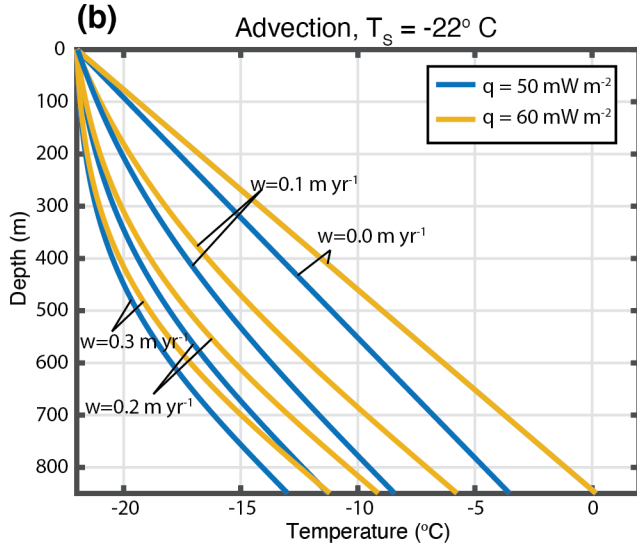 (b)
Advection, T_S = -22° C
q = 50 mW m⁻²
q = 60 mW m⁻²
w=0.1 m yr⁻¹
w=0.0 m yr⁻¹
w=0.3 m yr⁻¹
w=0.2 m yr⁻¹
Depth (m)
0
100
200
300
400
500
600
700
800
-20
-15
-10
-5
0
Temperature (°C)